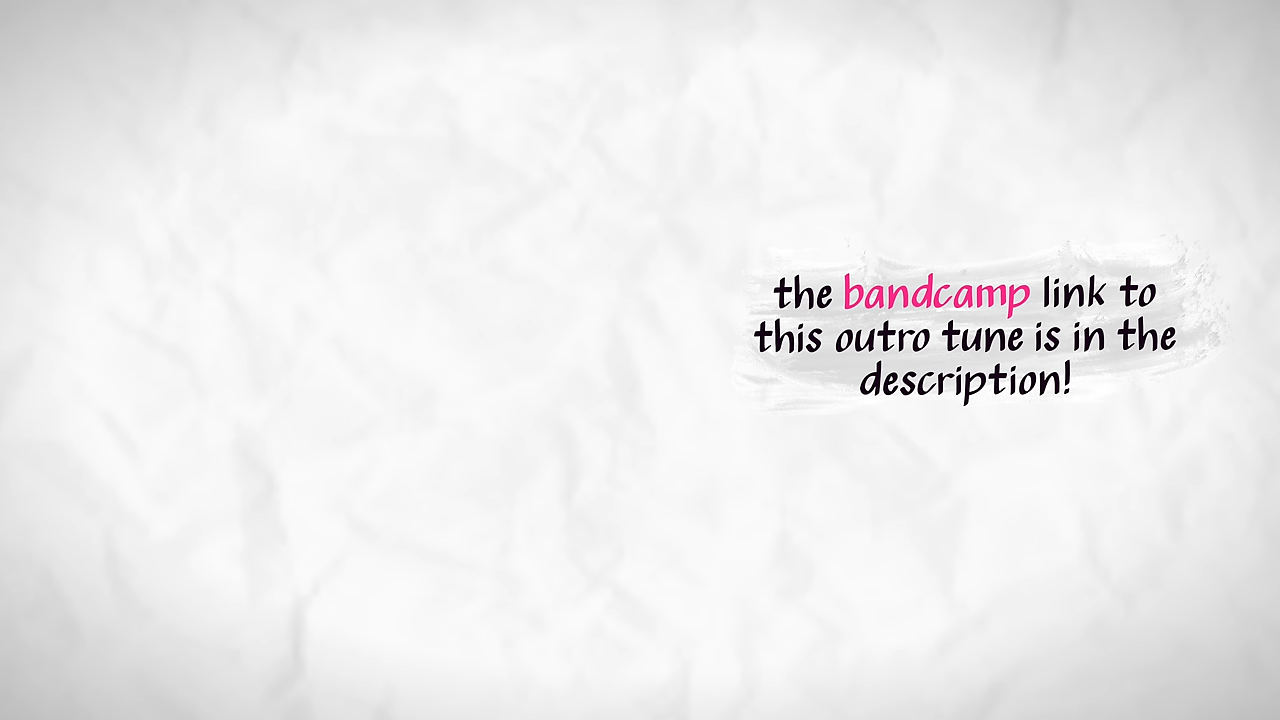 the bandcamp link to
this outro tune is in the
description!